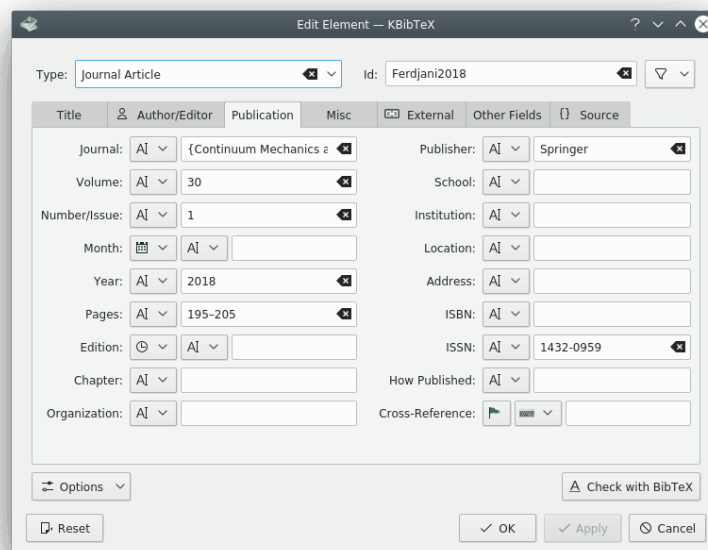 Edit Element — KBibTeX
Type: Journal Article Id: Ferdjani2018
Title Author/Editor Publication Misc External Other Fields {} Source
Journal: A {Continuum Mechanics a Publisher: A Springer
Volume: A 30 School: A
Number/Issue: A 1 Institution: A
Month: A Location: A
Year: A 2018 Address: A
Pages: A 195–205 ISBN: A
Edition: A ISSN: A 1432-0959
Chapter: A How Published: A
Organization: A Cross-Reference:
Options A Check with BibTeX
Reset OK Apply Cancel